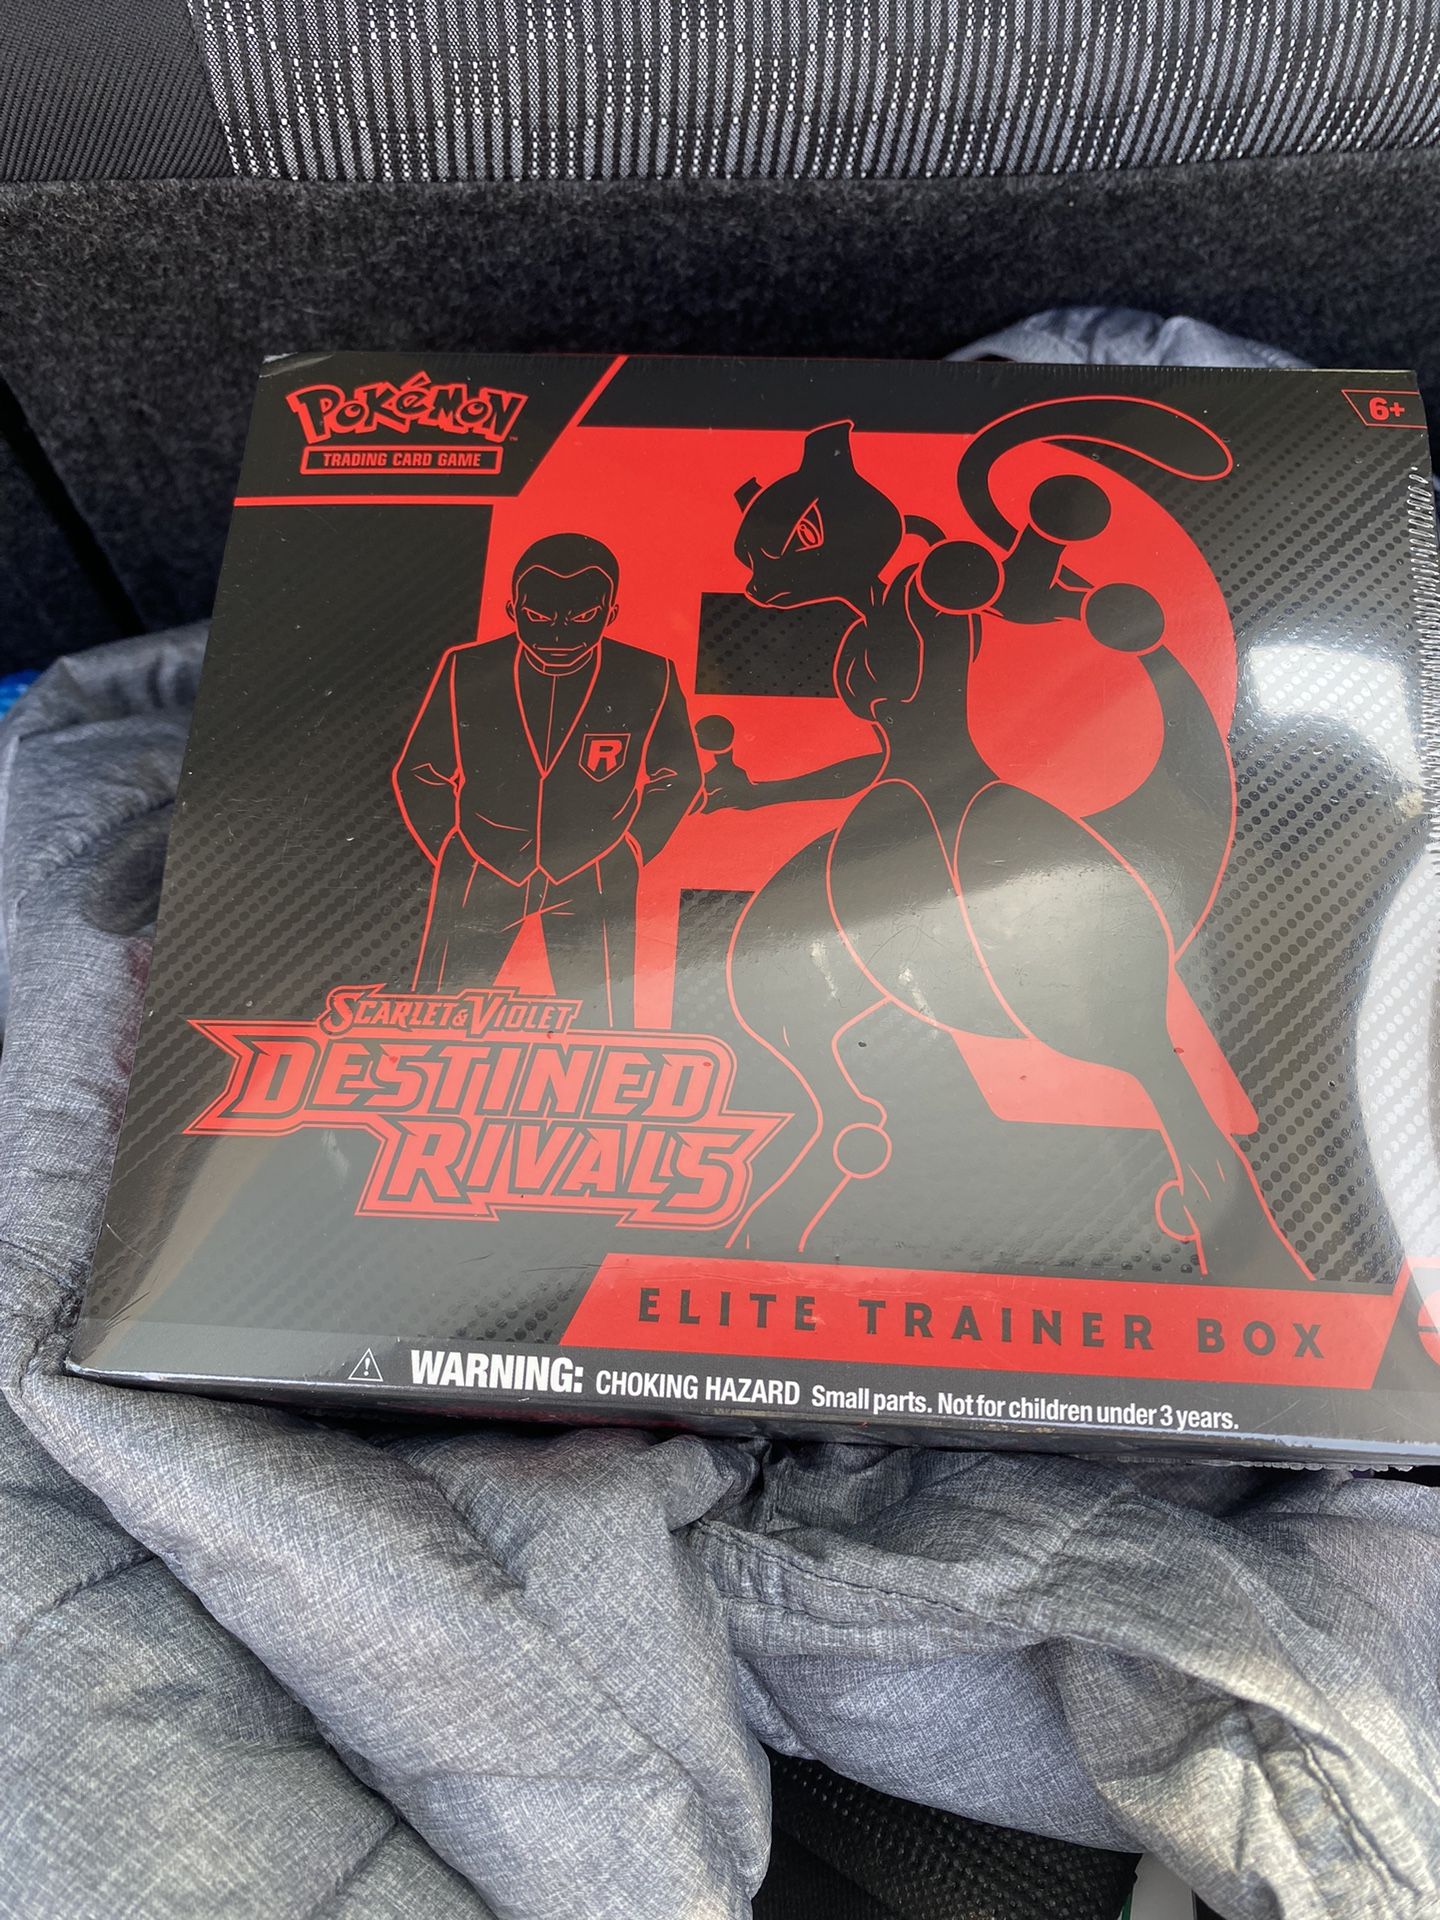 POKéMON
TRADING CARD GAME
6+
R
SCARLET & VIOLET
DESTINED
RIVALS
ELITE TRAINER BOX
WARNING: CHOKING HAZARD Small parts. Not for children under 3 years.